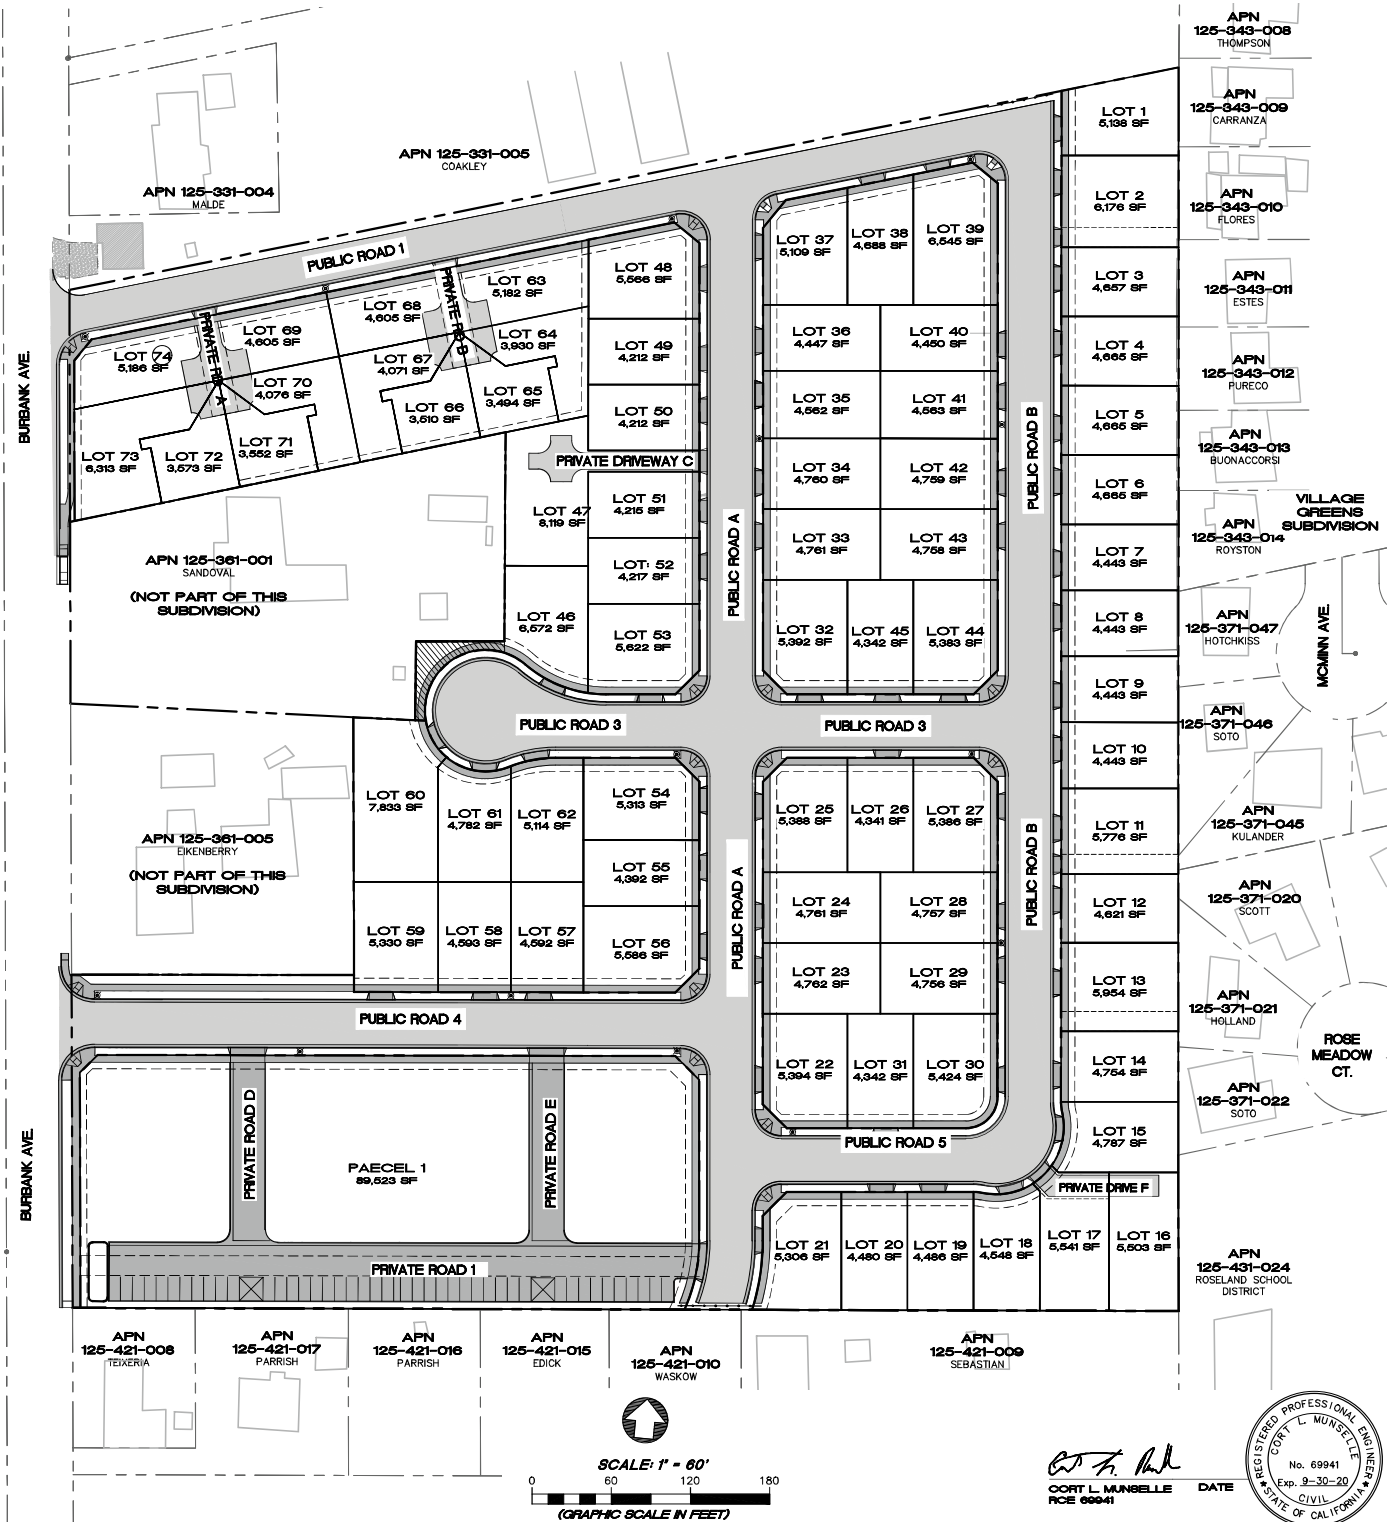 APN
125-343-008
THOMPSON
APN
125-343-009
CARRANZA
APN
125-343-010
FLORES
APN
125-343-011
ESTES
APN
125-343-012
PURECO
APN
125-343-013
BUONACCORSI
APN
125-343-014
ROYSTON
VILLAGE
GREENS
SUBDIVISION
APN
125-371-047
HOTCHKISS
MCMINN AVE.
APN
125-371-046
SOTO
APN
125-371-045
KULANDER
APN
125-371-020
SCOTT
APN
125-371-021
HOLLAND
ROSE
MEADOW
CT.
APN
125-371-022
SOTO
APN
125-431-024
ROSELAND SCHOOL
DISTRICT
APN 125-331-004
MALDE
APN 125-331-005
COAKLEY
BURBANK AVE.
BURBANK AVE.
APN 125-361-001
SANDOVAL
(NOT PART OF THIS
SUBDIVISION)
APN 125-361-005
EIKENBERRY
(NOT PART OF THIS
SUBDIVISION)
PUBLIC ROAD 1
PRIVATE RD. A
PRIVATE RD B
PRIVATE DRIVEWAY C
PUBLIC ROAD A
PUBLIC ROAD A
PUBLIC ROAD B
PUBLIC ROAD B
PUBLIC ROAD 3
PUBLIC ROAD 3
PUBLIC ROAD 4
PUBLIC ROAD 5
PRIVATE ROAD D
PRIVATE ROAD E
PRIVATE ROAD 1
PRIVATE DRIVE F
LOT 1
5,138 SF
LOT 2
6,176 SF
LOT 3
4,657 SF
LOT 4
4,665 SF
LOT 5
4,665 SF
LOT 6
4,665 SF
LOT 7
4,443 SF
LOT 8
4,443 SF
LOT 9
4,443 SF
LOT 10
4,443 SF
LOT 11
5,776 SF
LOT 12
4,621 SF
LOT 13
5,954 SF
LOT 14
4,754 SF
LOT 15
4,787 SF
LOT 16
5,503 SF
LOT 17
5,541 SF
LOT 18
4,548 SF
LOT 19
4,486 SF
LOT 20
4,480 SF
LOT 21
5,306 SF
LOT 22
5,394 SF
LOT 23
4,762 SF
LOT 24
4,761 SF
LOT 25
5,388 SF
LOT 26
4,341 SF
LOT 27
5,386 SF
LOT 28
4,757 SF
LOT 29
4,756 SF
LOT 30
5,424 SF
LOT 31
4,342 SF
LOT 32
5,392 SF
LOT 33
4,761 SF
LOT 34
4,760 SF
LOT 35
4,562 SF
LOT 36
4,447 SF
LOT 37
5,109 SF
LOT 38
4,688 SF
LOT 39
6,545 SF
LOT 40
4,450 SF
LOT 41
4,563 SF
LOT 42
4,759 SF
LOT 43
4,758 SF
LOT 44
5,383 SF
LOT 45
4,342 SF
LOT 46
6,572 SF
LOT 47
8,119 SF
LOT 48
5,566 SF
LOT 49
4,212 SF
LOT 50
4,212 SF
LOT 51
4,215 SF
LOT: 52
4,217 SF
LOT 53
5,622 SF
LOT 54
5,313 SF
LOT 55
4,392 SF
LOT 56
5,586 SF
LOT 57
4,592 SF
LOT 58
4,593 SF
LOT 59
5,330 SF
LOT 60
7,833 SF
LOT 61
4,782 SF
LOT 62
5,114 SF
LOT 63
5,182 SF
LOT 64
3,930 SF
LOT 65
3,494 SF
LOT 66
3,510 SF
LOT 67
4,071 SF
LOT 68
4,605 SF
LOT 69
4,605 SF
LOT 70
4,076 SF
LOT 71
3,552 SF
LOT 72
3,573 SF
LOT 73
6,313 SF
LOT 74
5,186 SF
PAECEL 1
89,523 SF
APN
125-421-008
TEIXERIA
APN
125-421-017
PARRISH
APN
125-421-016
PARRISH
APN
125-421-015
EDICK
APN
125-421-010
WASKOW
APN
125-421-009
SEBASTIAN
SCALE: 1" = 60'
0 60 120 180
(GRAPHIC SCALE IN FEET)
CORT L. MUNSELLE DATE
RCE 69941
REGISTERED PROFESSIONAL ENGINEER
CORT L. MUNSELLE
No. 69941
Exp. 9-30-20
CIVIL
STATE OF CALIFORNIA